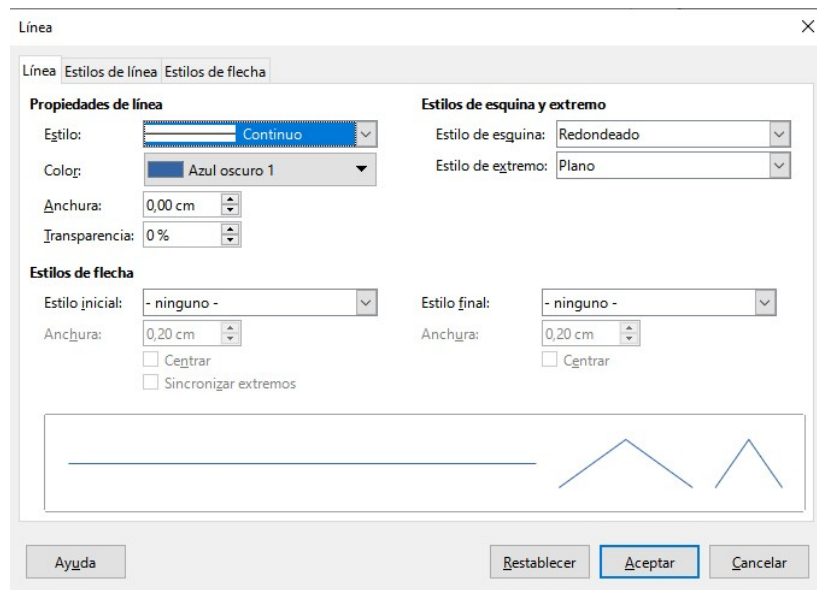 Línea
Línea Estilos de línea Estilos de flecha
Propiedades de línea
Estilo: Continuo
Color: Azul oscuro 1
Anchura: 0,00 cm
Transparencia: 0 %
Estilos de esquina y extremo
Estilo de esquina: Redondeado
Estilo de extremo: Plano
Estilos de flecha
Estilo inicial: - ninguno -
Anchura: 0,20 cm
Centrar
Sincronizar extremos
Estilo final: - ninguno -
Anchura: 0,20 cm
Centrar
Ayuda Restablecer Aceptar Cancelar